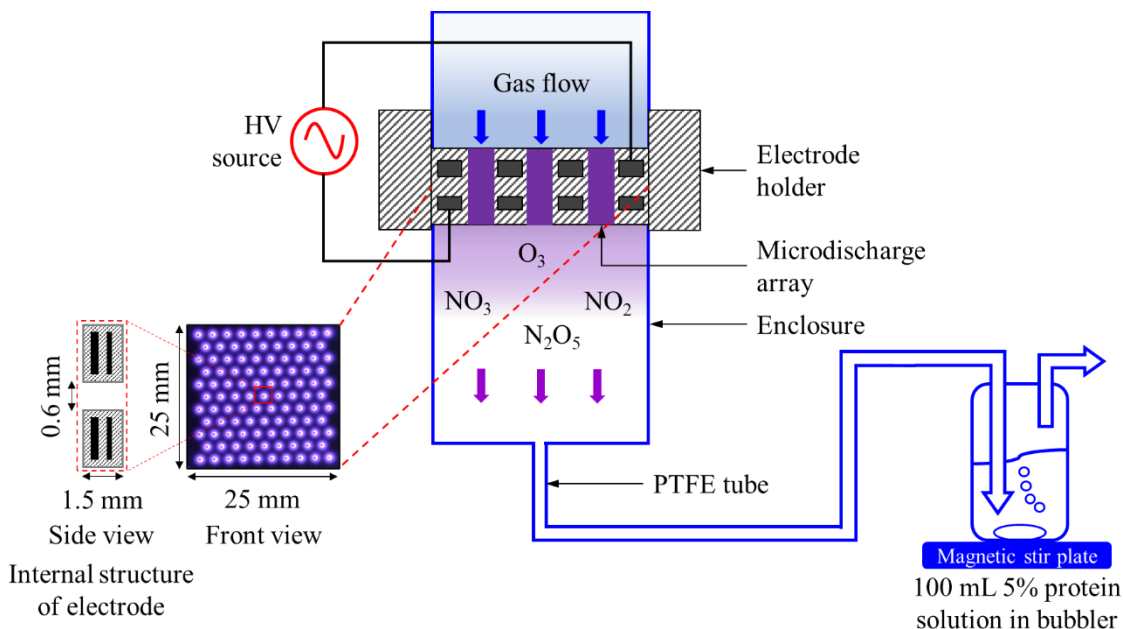 Gas flow
HV
source
Electrode
holder
O₃
Microdischarge
array
NO₃
NO₂
Enclosure
N₂O₅
0.6 mm
25 mm
1.5 mm
25 mm
Side view
Front view
Internal structure
of electrode
PTFE tube
Magnetic stir plate
100 mL 5% protein
solution in bubbler